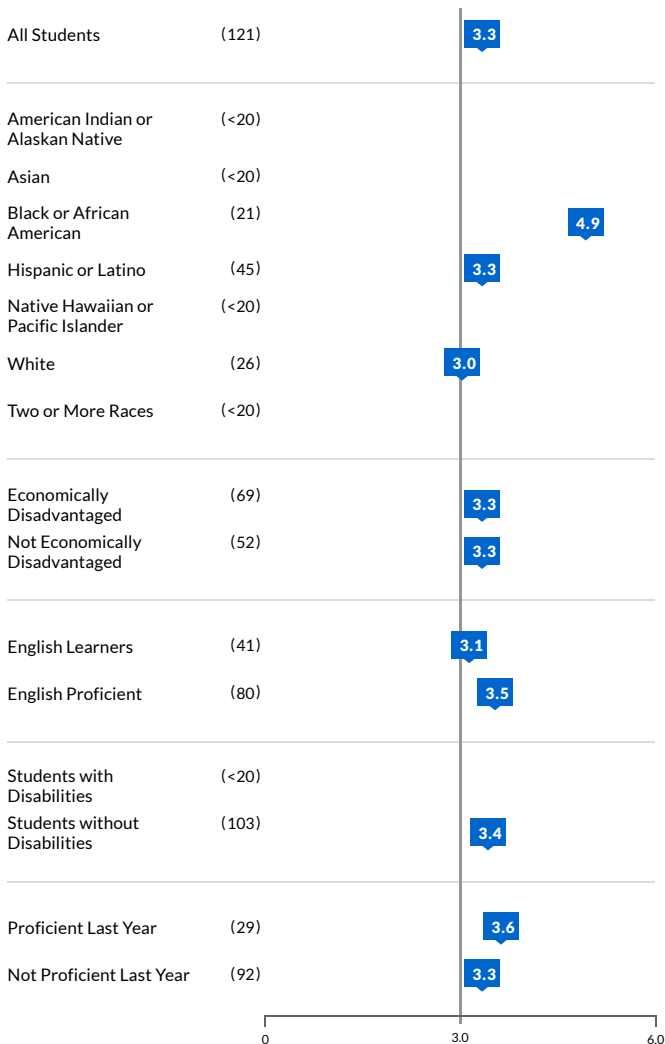 All Students (121) 3.3
American Indian or (<20)
Alaskan Native
Asian (<20)
Black or African (21) 4.9
American
Hispanic or Latino (45) 3.3
Native Hawaiian or (<20)
Pacific Islander
White (26) 3.0
Two or More Races (<20)
Economically (69) 3.3
Disadvantaged
Not Economically (52) 3.3
Disadvantaged
English Learners (41) 3.1
English Proficient (80) 3.5
Students with (<20)
Disabilities
Students without (103) 3.4
Disabilities
Proficient Last Year (29) 3.6
Not Proficient Last Year (92) 3.3
0 3.0 6.0